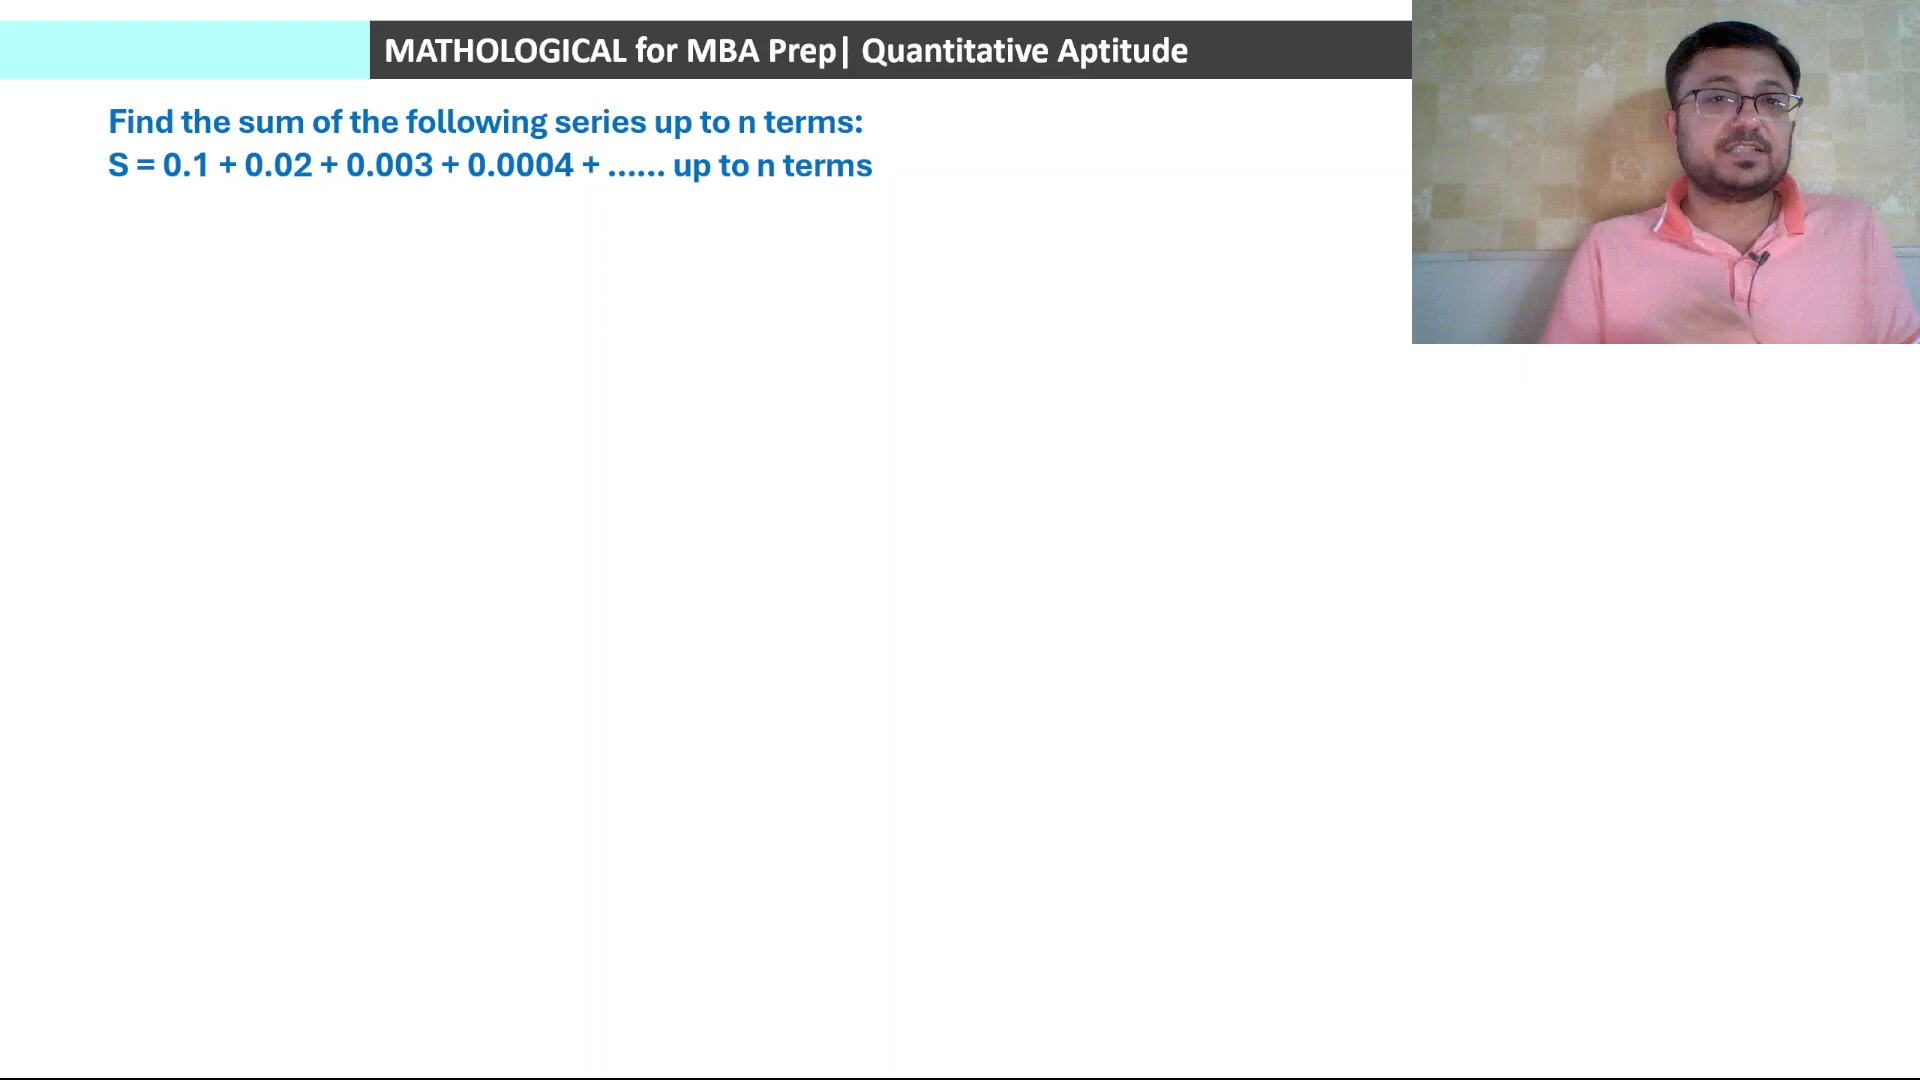 MATHOLOGICAL for MBA Prep| Quantitative Aptitude
Find the sum of the following series up to n terms:
S = 0.1 + 0.02 + 0.003 + 0.0004 + ...... up to n terms